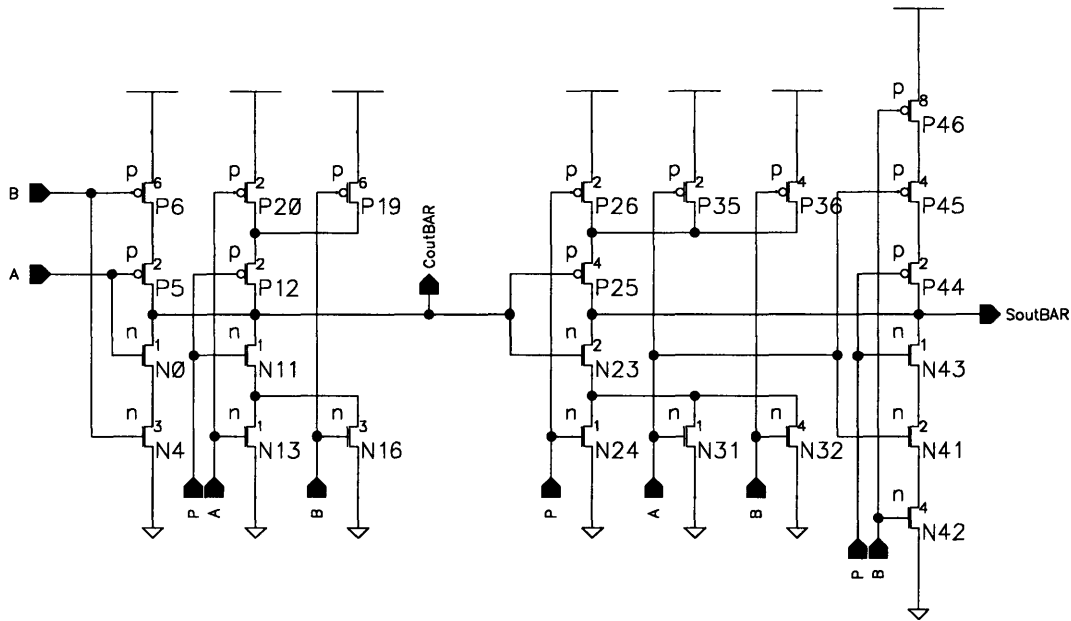 p 8
P46
p 6
P6
p 2
P20
p 6
P19
p 2
P26
p 2
P35
p 4
P36
p 4
P45
B
A
p 2
P5
p 2
P12
CoutBAR
p 4
P25
p 2
P44
SoutBAR
n 1
N0
n 1
N11
n 2
N23
n 1
N43
n 3
N4
n 1
N13
n 3
N16
n 1
N24
n 1
N31
n 4
N32
n 2
N41
P
A
B
P
A
B
n 4
N42
P
B